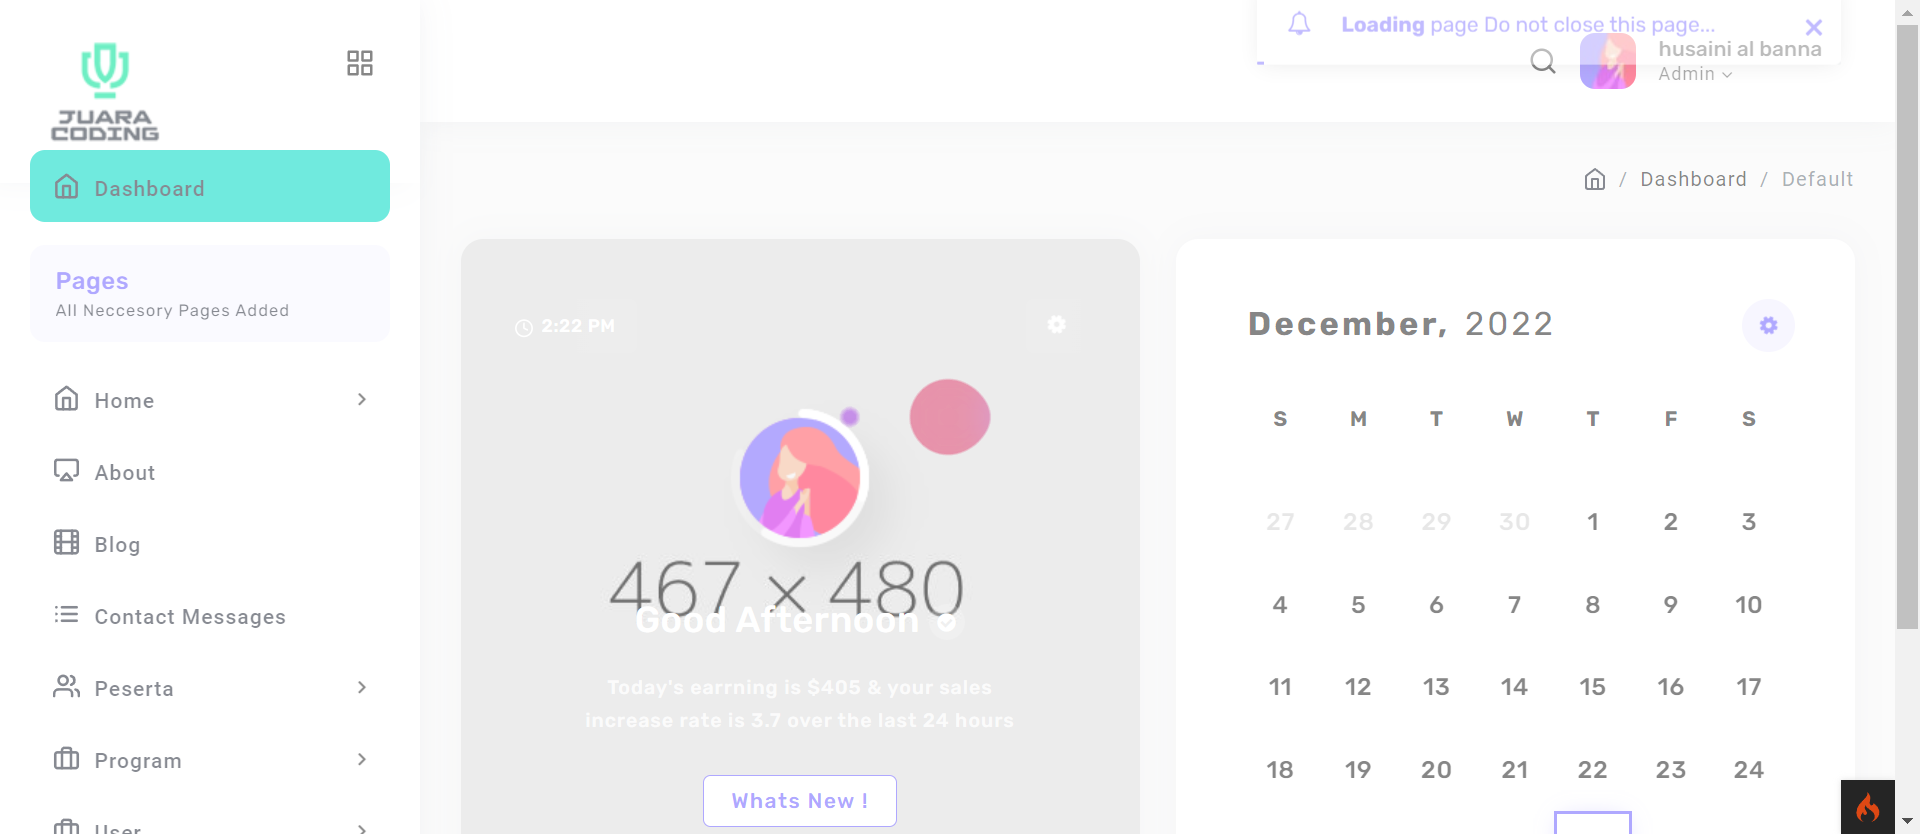 Loading page Do not close this page...
husaini al banna
Admin
JUARA
CODING
Dashboard
/ Dashboard / Default
Pages
All Neccesory Pages Added
2:22 PM
December, 2022
Home
About
Blog
Contact Messages
Peserta
Program
User
467 × 480
Good Afternoon
Today's earrning is $405 & your sales
increase rate is 3.7 over the last 24 hours
Whats New !
S M T W T F S
27 28 29 30 1 2 3
4 5 6 7 8 9 10
11 12 13 14 15 16 17
18 19 20 21 22 23 24